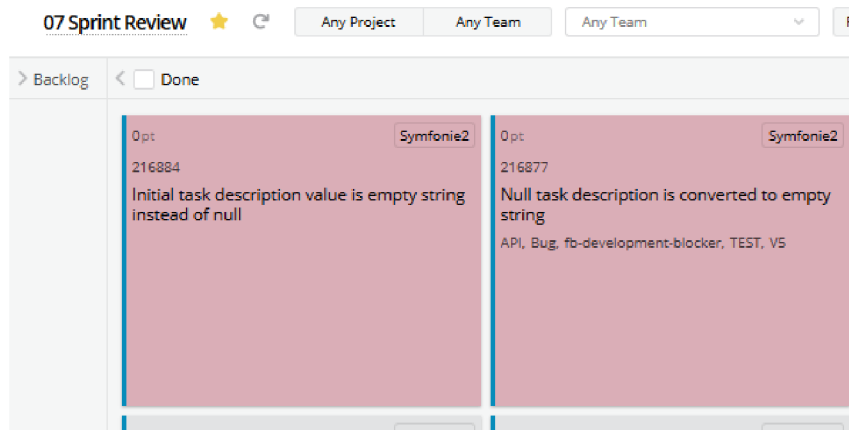 07 Sprint Review Any Project Any Team Any Team
Backlog Done
0pt Symfonie2
216884
Initial task description value is empty string
instead of null
0pt Symfonie2
216877
Null task description is converted to empty
string
API, Bug, fb-development-blocker, TEST, V5